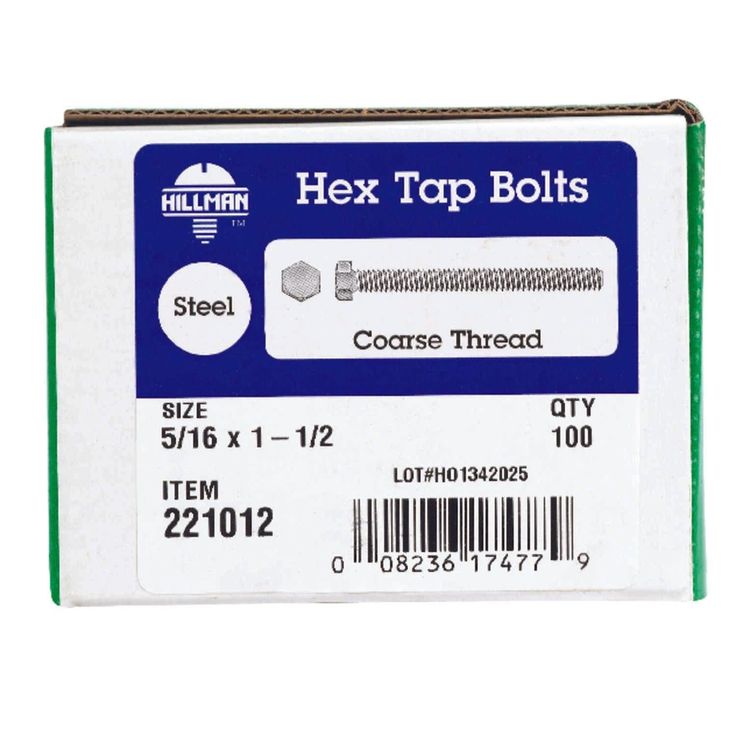 HILLMAN
TM
Hex Tap Bolts
Steel
Coarse Thread
SIZE
5/16 x 1-1/2
QTY
100
LOT#H01342025
ITEM
221012
0 08236 17477 9